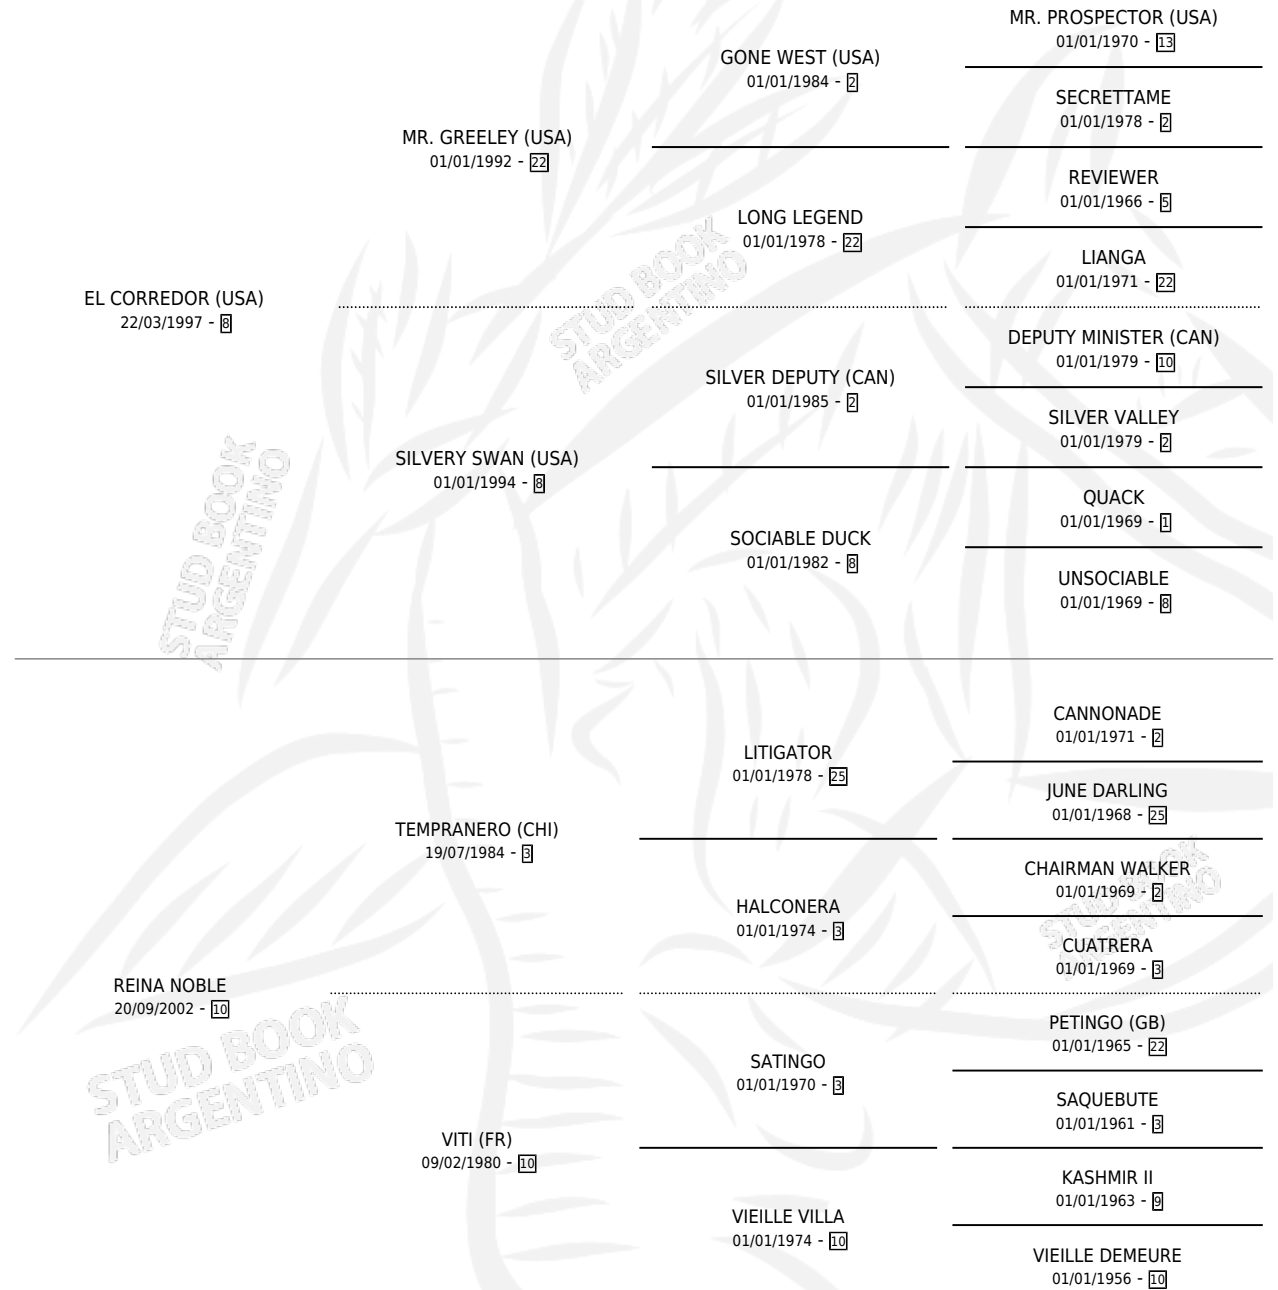 MR. PROSPECTOR (USA)
01/01/1970 - 13
GONE WEST (USA)
01/01/1984 - 2
SECRETTAME
01/01/1978 - 2
MR. GREELEY (USA)
01/01/1992 - 22
REVIEWER
01/01/1966 - 5
LONG LEGEND
01/01/1978 - 22
LIANGA
01/01/1971 - 22
EL CORREDOR (USA)
22/03/1997 - 8
DEPUTY MINISTER (CAN)
01/01/1979 - 10
SILVER DEPUTY (CAN)
01/01/1985 - 2
SILVER VALLEY
01/01/1979 - 2
SILVERY SWAN (USA)
01/01/1994 - 8
QUACK
01/01/1969 - 1
SOCIABLE DUCK
01/01/1982 - 8
UNSOCIABLE
01/01/1969 - 8
CANNONADE
01/01/1971 - 2
LITIGATOR
01/01/1978 - 25
JUNE DARLING
01/01/1968 - 25
TEMPRANERO (CHI)
19/07/1984 - 3
CHAIRMAN WALKER
01/01/1969 - 2
HALCONERA
01/01/1974 - 3
CUATRERA
01/01/1969 - 3
REINA NOBLE
20/09/2002 - 10
PETINGO (GB)
01/01/1965 - 22
SATINGO
01/01/1970 - 3
SAQUEBUTE
01/01/1961 - 3
VITI (FR)
09/02/1980 - 10
KASHMIR II
01/01/1963 - 9
VIEILLE VILLA
01/01/1974 - 10
VIEILLE DEMEURE
01/01/1956 - 10
STUD BOOK
ARGENTINO
STUD BOOK
ARGENTINO
STUD BOOK
ARGENTINO
STUD BOOK
ARGENTINO